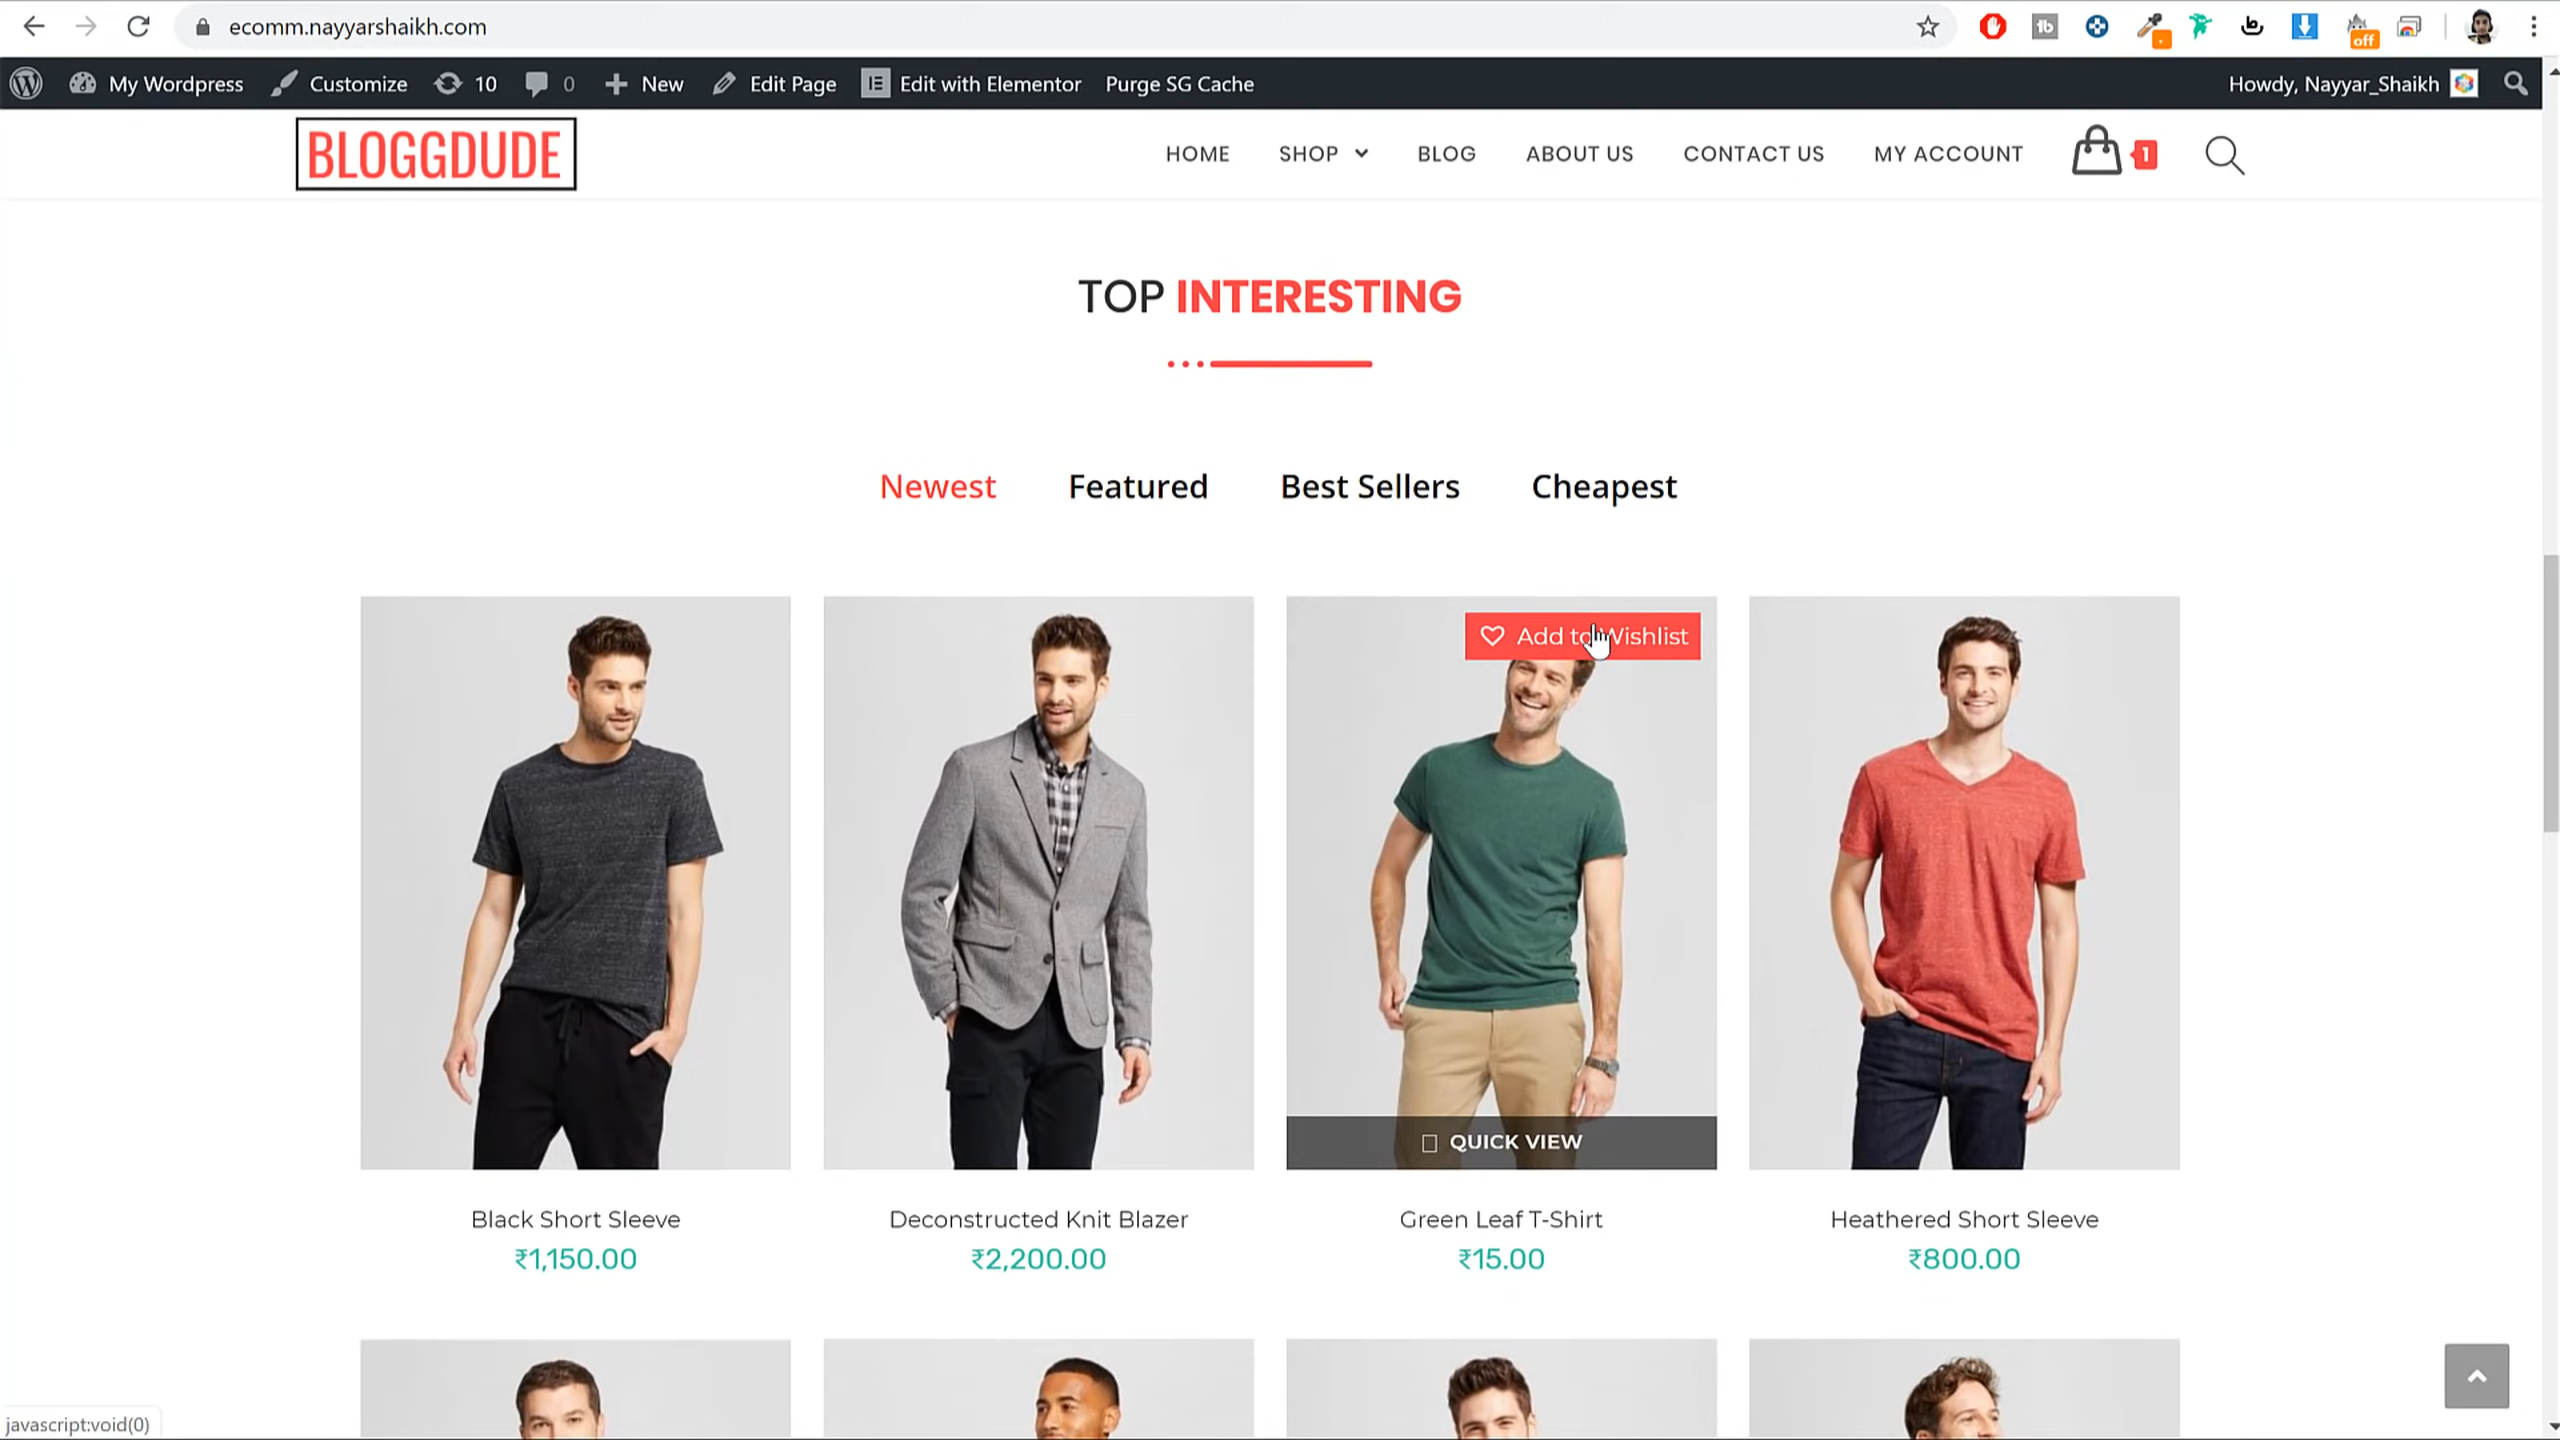 ecomm.nayyarshaikh.com
off
My Wordpress Customize 10 0 New Edit Page Edit with Elementor Purge SG Cache Howdy, Nayyar_Shaikh
BLOGGDUDE
HOME SHOP BLOG ABOUT US CONTACT US MY ACCOUNT 1
TOP INTERESTING
Newest Featured Best Sellers Cheapest
Add to Wishlist
QUICK VIEW
Black Short Sleeve
₹1,150.00
Deconstructed Knit Blazer
₹2,200.00
Green Leaf T-Shirt
₹15.00
Heathered Short Sleeve
₹800.00
javascript:void(0)